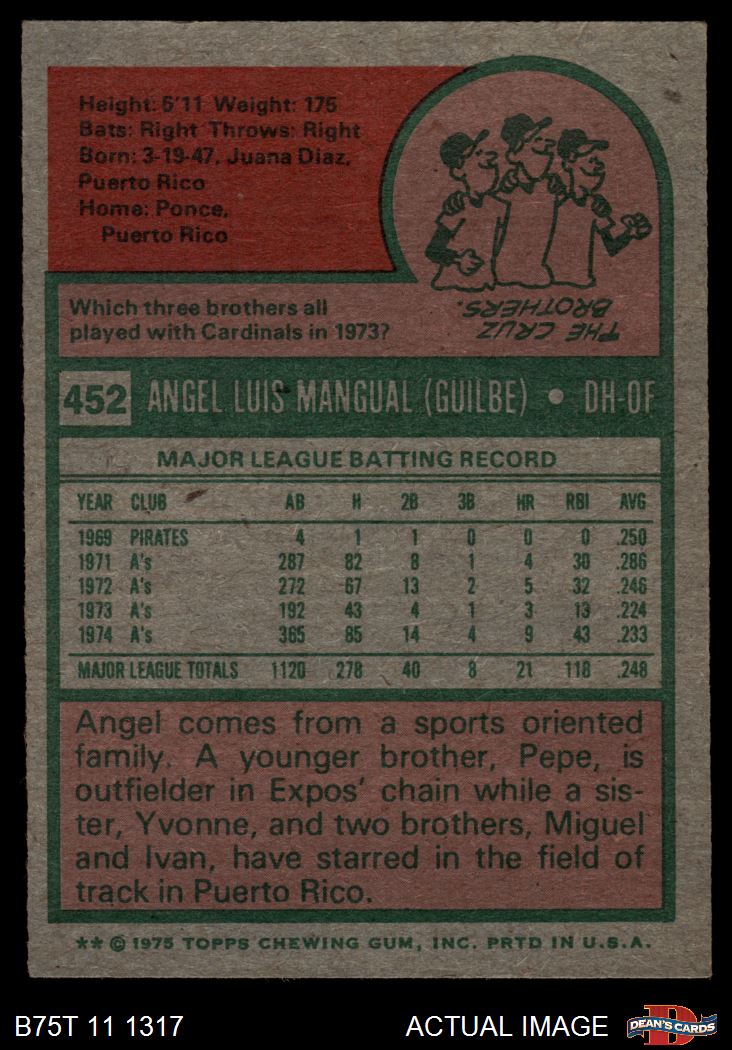 Height: 5'11 Weight: 175
Bats: Right Throws: Right
Born: 3-19-47, Juana Diaz,
Puerto Rico
Home: Ponce,
Puerto Rico
Which three brothers all
played with Cardinals in 1973?
THE CRUZ
BROTHERS.
452 ANGEL LUIS MANGUAL (GUILBE) • DH-OF
MAJOR LEAGUE BATTING RECORD
YEAR CLUB AB H 2B 3B HR RBI AVG
1969 PIRATES 4 1 1 0 0 0 .250
1971 A's 287 82 8 1 4 30 .286
1972 A's 272 67 13 2 5 32 .246
1973 A's 192 43 4 1 3 13 .224
1974 A's 365 85 14 4 9 43 .233
MAJOR LEAGUE TOTALS 1120 278 40 8 21 118 .248
Angel comes from a sports oriented
family. A younger brother, Pepe, is
outfielder in Expos' chain while a sis-
ter, Yvonne, and two brothers, Miguel
and Ivan, have starred in the field of
track in Puerto Rico.
** © 1975 TOPPS CHEWING GUM, INC. PRTD IN U.S.A.
B75T 11 1317 ACTUAL IMAGE
DEAN'S CARDS